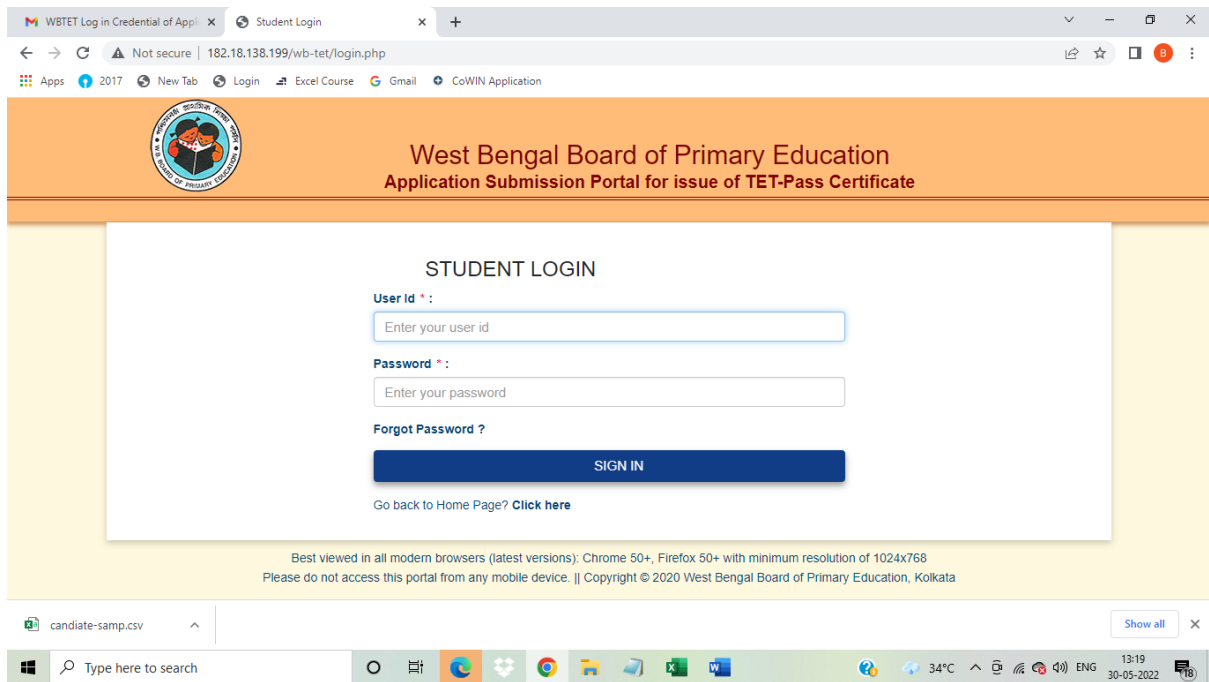 WBTET Log in Credential of Appli
Student Login
Not secure
182.18.138.199/wb-tet/login.php
B
Apps
2017
New Tab
Login
Excel Course
Gmail
CoWIN Application
West Bengal Board of Primary Education
Application Submission Portal for issue of TET-Pass Certificate
STUDENT LOGIN
User Id * :
Enter your user id
Password * :
Enter your password
Forgot Password ?
SIGN IN
Go back to Home Page? Click here
Best viewed in all modern browsers (latest versions): Chrome 50+, Firefox 50+ with minimum resolution of 1024x768
Please do not access this portal from any mobile device. || Copyright © 2020 West Bengal Board of Primary Education, Kolkata
candiate-samp.csv
Show all
Type here to search
34°C
ENG
13:19
30-05-2022
18